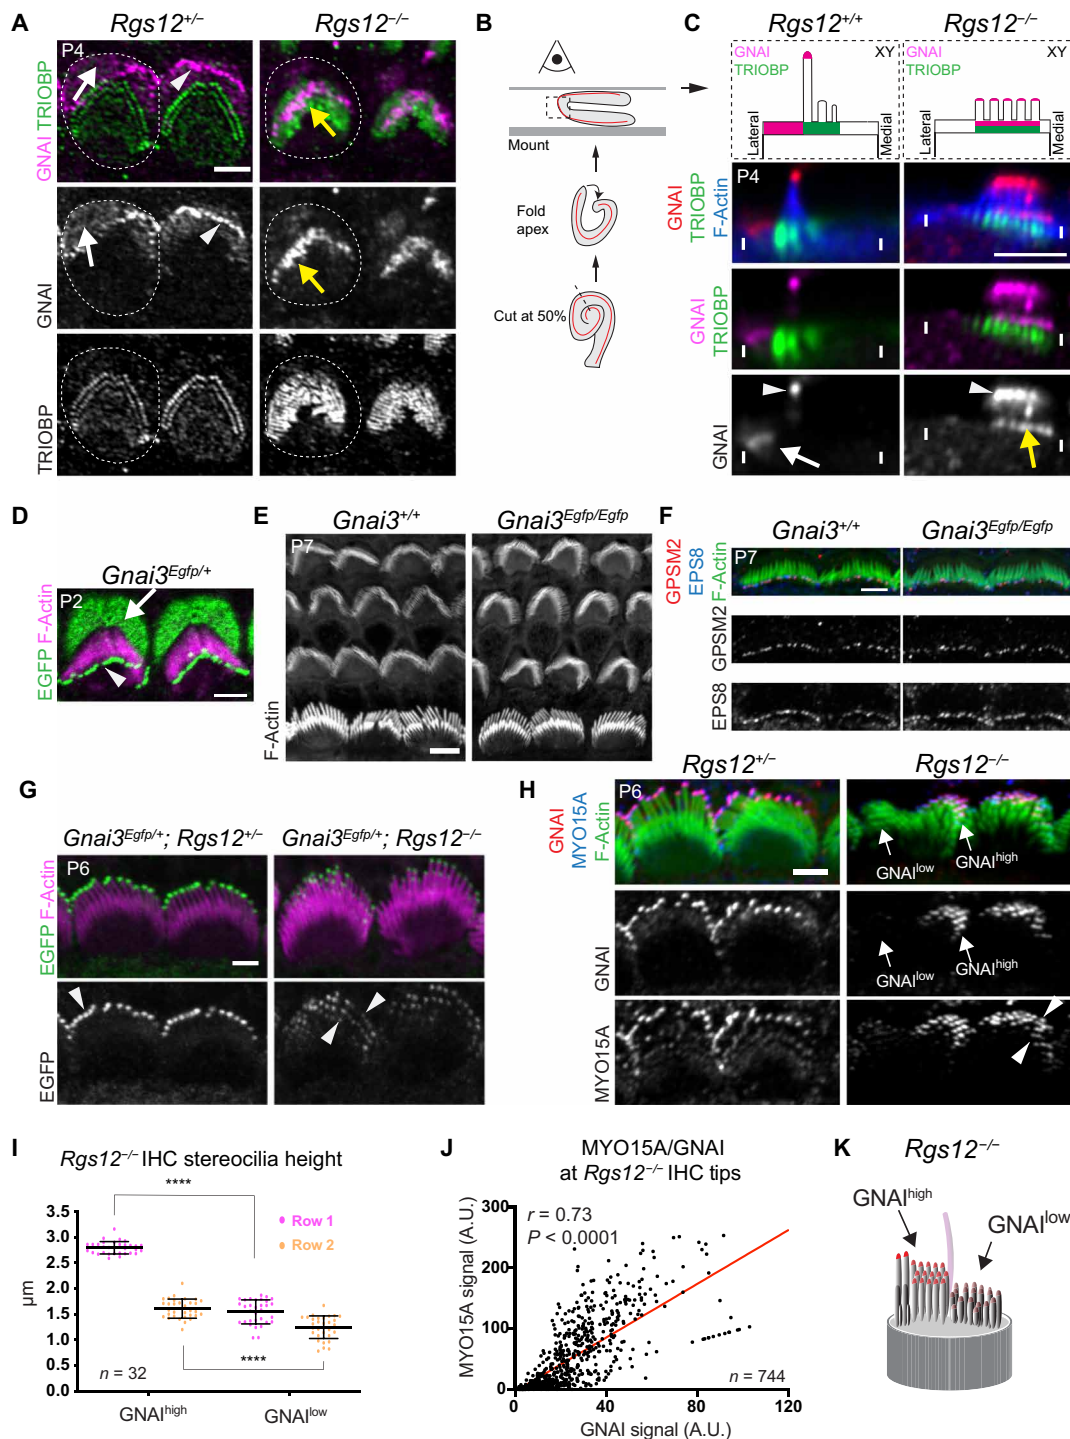 A
Rgs12+/–
Rgs12–/–
P4
GNAI TRIOBP
GNAI
TRIOBP
B
Mount
Fold
apex
Cut at 50%
C
Rgs12+/+
Rgs12–/–
GNAI
TRIOBP
XY
Lateral
Medial
GNAI
TRIOBP
XY
Lateral
Medial
P4
GNAI
TRIOBP
F-Actin
GNAI
TRIOBP
GNAI
D
Gnai3Egfp/+
P2
EGFP F-Actin
E
Gnai3+/+
Gnai3Egfp/Egfp
P7
F-Actin
F
Gnai3+/+
Gnai3Egfp/Egfp
P7
GPSM2
EPS8
F-Actin
GPSM2
EPS8
G
Gnai3Egfp/+; Rgs12+/–
Gnai3Egfp/+; Rgs12–/–
P6
EGFP F-Actin
EGFP
H
Rgs12+/–
Rgs12–/–
P6
GNAI
MYO15A
F-Actin
GNAIlow
GNAIhigh
GNAI
GNAIlow
GNAIhigh
MYO15A
I
Rgs12–/– IHC stereocilia height
****
Row 1
Row 2
µm
3.5
3.0
2.5
2.0
1.5
1.0
0.5
0.0
****
n = 32
GNAIhigh
GNAIlow
J
MYO15A/GNAI
at Rgs12–/– IHC tips
r = 0.73
P < 0.0001
MYO15A signal (A.U.)
300
200
100
0
n = 744
0
40
80
120
GNAI signal (A.U.)
K
Rgs12–/–
GNAIhigh
GNAIlow